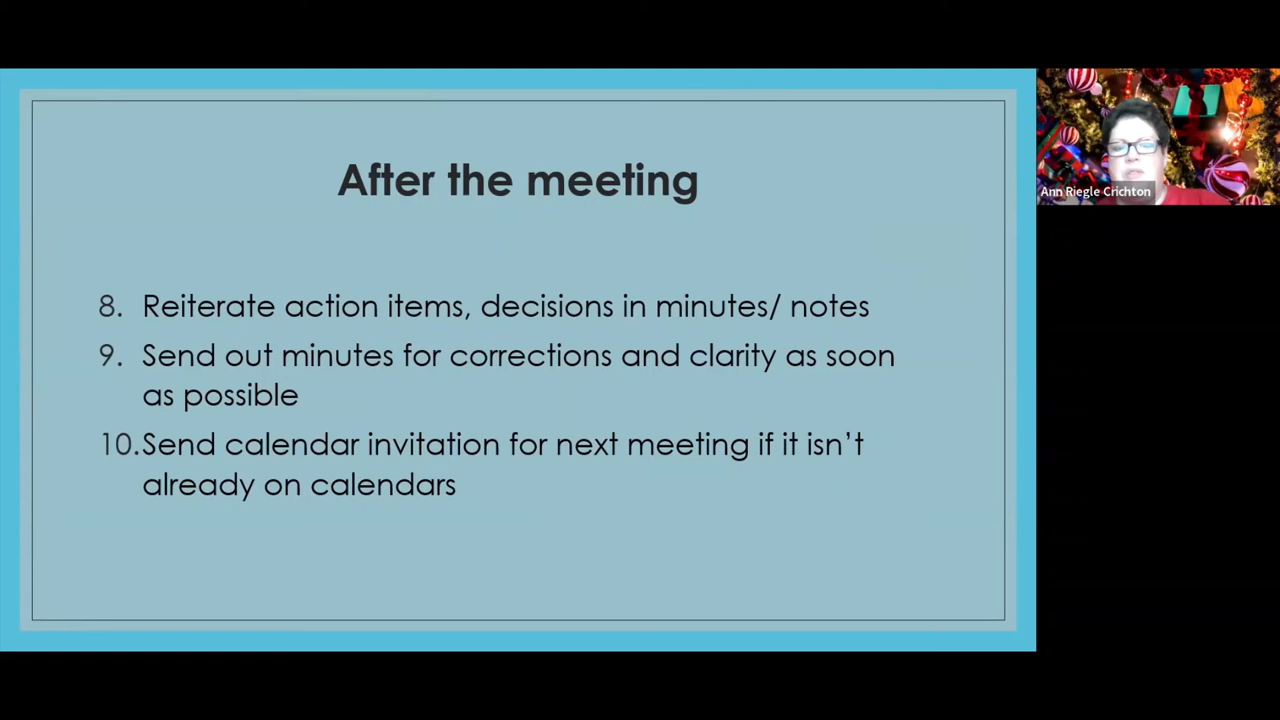 After the meeting
8. Reiterate action items, decisions in minutes/ notes
9. Send out minutes for corrections and clarity as soon
as possible
10. Send calendar invitation for next meeting if it isn’t
already on calendars
Ann Riegle Crichton